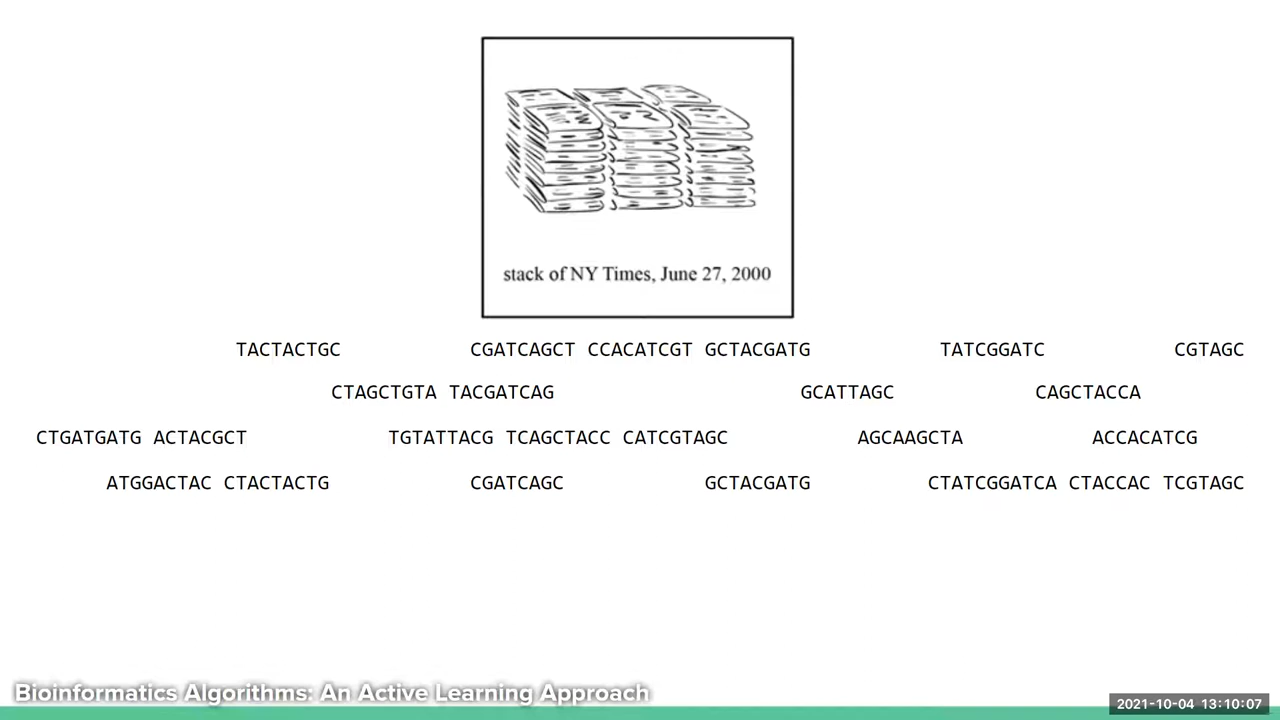 stack of NY Times, June 27, 2000
TACTACTGC CGATCAGCT CCACATCGT GCTACGATG TATCGGATC CGTAGC
CTAGCTGTA TACGATCAG GCATTAGC CAGCTACCA
CTGATGATG ACTACGCT TGTATTACG TCAGCTACC CATCGTAGC AGCAAGCTA ACCACATCG
ATGGACTAC CTACTACTG CGATCAGC GCTACGATG CTATCGGATCA CTACCAC TCGTAGC
Bioinformatics Algorithms: An Active Learning Approach
2021-10-04 13:10:07